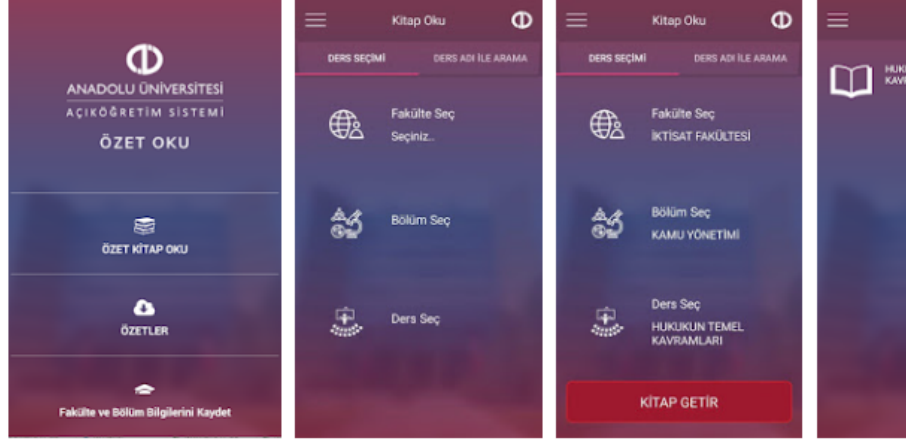 ANADOLU ÜNİVERSİTESİ
AÇIKÖĞRETİM SİSTEMİ
ÖZET OKU
ÖZET KİTAP OKU
ÖZETLER
Fakülte ve Bölüm Bilgilerini Kaydet
Kitap Oku
DERS SEÇİMİ DERS ADI İLE ARAMA
Fakülte Seç
Seçiniz..
Bölüm Seç
Ders Seç
Kitap Oku
DERS SEÇİMİ DERS ADI İLE ARAMA
Fakülte Seç
İKTİSAT FAKÜLTESİ
Bölüm Seç
KAMU YÖNETİMİ
Ders Seç
HUKUKUN TEMEL
KAVRAMLARI
KİTAP GETİR